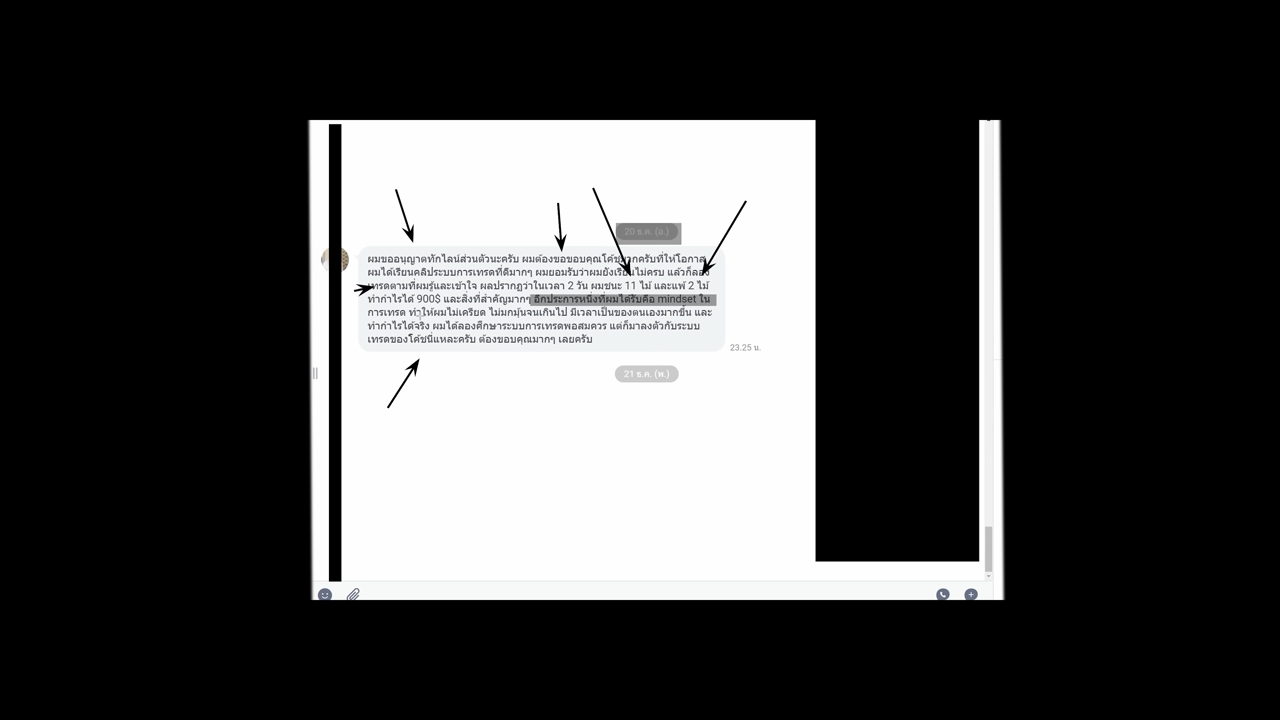 20 ธ.ค. (อ.)
ผมขออนุญาตทักไลน์ส่วนตัวนะครับ ผมต้องขอขอบคุณโค้ชมากครับที่ให้โอกาส
ผมได้เรียนคลิประบบการเทรดที่ดีมากๆ ผมยอมรับว่าผมยังเรียนไม่ครบ แล้วก็ลอง
เทรดตามที่ผมรู้และเข้าใจ ผลปรากฏว่าในเวลา 2 วัน ผมชนะ 11 ไม้ และแพ้ 2 ไม้
ทำกำไรได้ 900$ และสิ่งที่สำคัญมากๆ อีกประการหนึ่งที่ผมได้รับคือ mindset ใน
การเทรด ทำให้ผมไม่เครียด ไม่มกมุ้นจนเกินไป มีเวลาเป็นของตนเองมากขึ้น และ
ทำกำไรได้จริง ผมได้ลองศึกษาระบบการเทรดพอสมควร แต่ก็มาลงตัวกับระบบ
เทรดของโค้ชนี่แหละครับ ต้องขอบคุณมากๆ เลยครับ
23.25 น.
21 ธ.ค. (พ.)